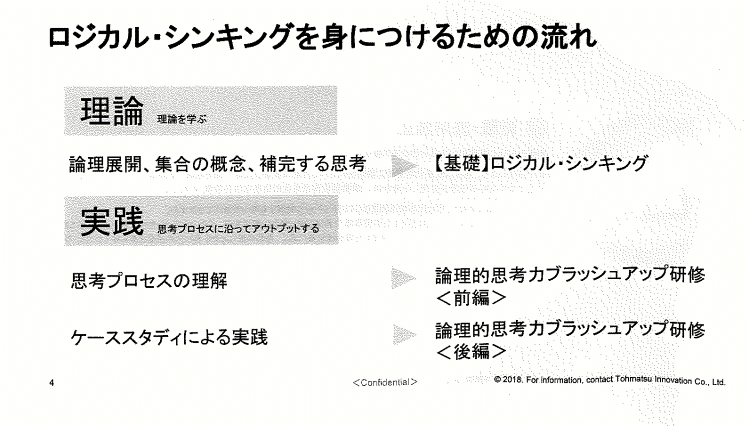 ロジカル・シンキングを身につけるための流れ
理論 理論を学ぶ
論理展開、集合の概念、補完する思考 【基礎】ロジカル・シンキング
実践 思考プロセスに沿ってアウトプットする
思考プロセスの理解 論理的思考力ブラッシュアップ研修
＜前編＞
ケーススタディによる実践 論理的思考力ブラッシュアップ研修
＜後編＞
4 ＜Confidential＞ © 2018. For information, contact Tohmatsu Innovation Co., Ltd.